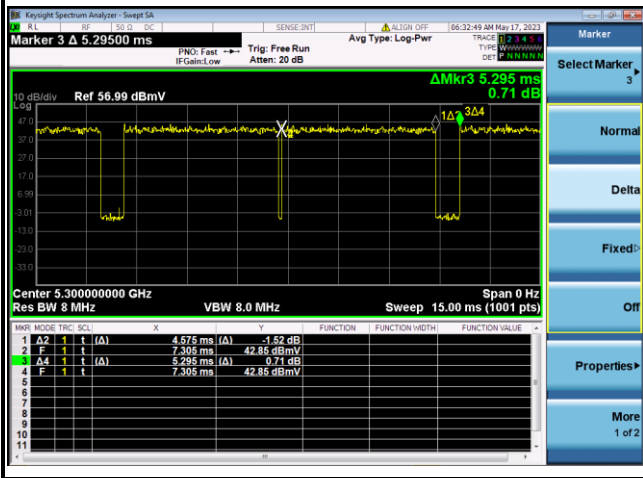 Keysight Spectrum Analyzer - Swept SA
RL RF 50 Ω DC SENSE:INT ALIGN OFF 06:32:49 AM May 17, 2023
Marker 3 Δ 5.29500 ms
PNO: Fast
IFGain:Low
Trig: Free Run
Atten: 20 dB
Avg Type: Log-Pwr
TRACE 1 2 3 4 5 6
TYPE WWWWWW
DET P N N N N N
Marker
Select Marker
3
Normal
Delta
Fixed
Off
Properties
More
1 of 2
ΔMkr3 5.295 ms
0.71 dB
10 dB/div Ref 56.99 dBmV
Log
47.0
37.0
27.0
17.0
6.99
-3.01
-13.0
-23.0
-33.0
1Δ2
3Δ4
Center 5.300000000 GHz Span 0 Hz
Res BW 8 MHz VBW 8.0 MHz Sweep 15.00 ms (1001 pts)
MKR MODE TRC SCL X Y FUNCTION FUNCTION WIDTH FUNCTION VALUE
1 Δ2 1 t (Δ) 4.575 ms (Δ) -1.52 dB
2 F 1 t 7.305 ms 42.85 dBmV
3 Δ4 1 t (Δ) 5.295 ms (Δ) 0.71 dB
4 F 1 t 7.305 ms 42.85 dBmV
5
6
7
8
9
10
11